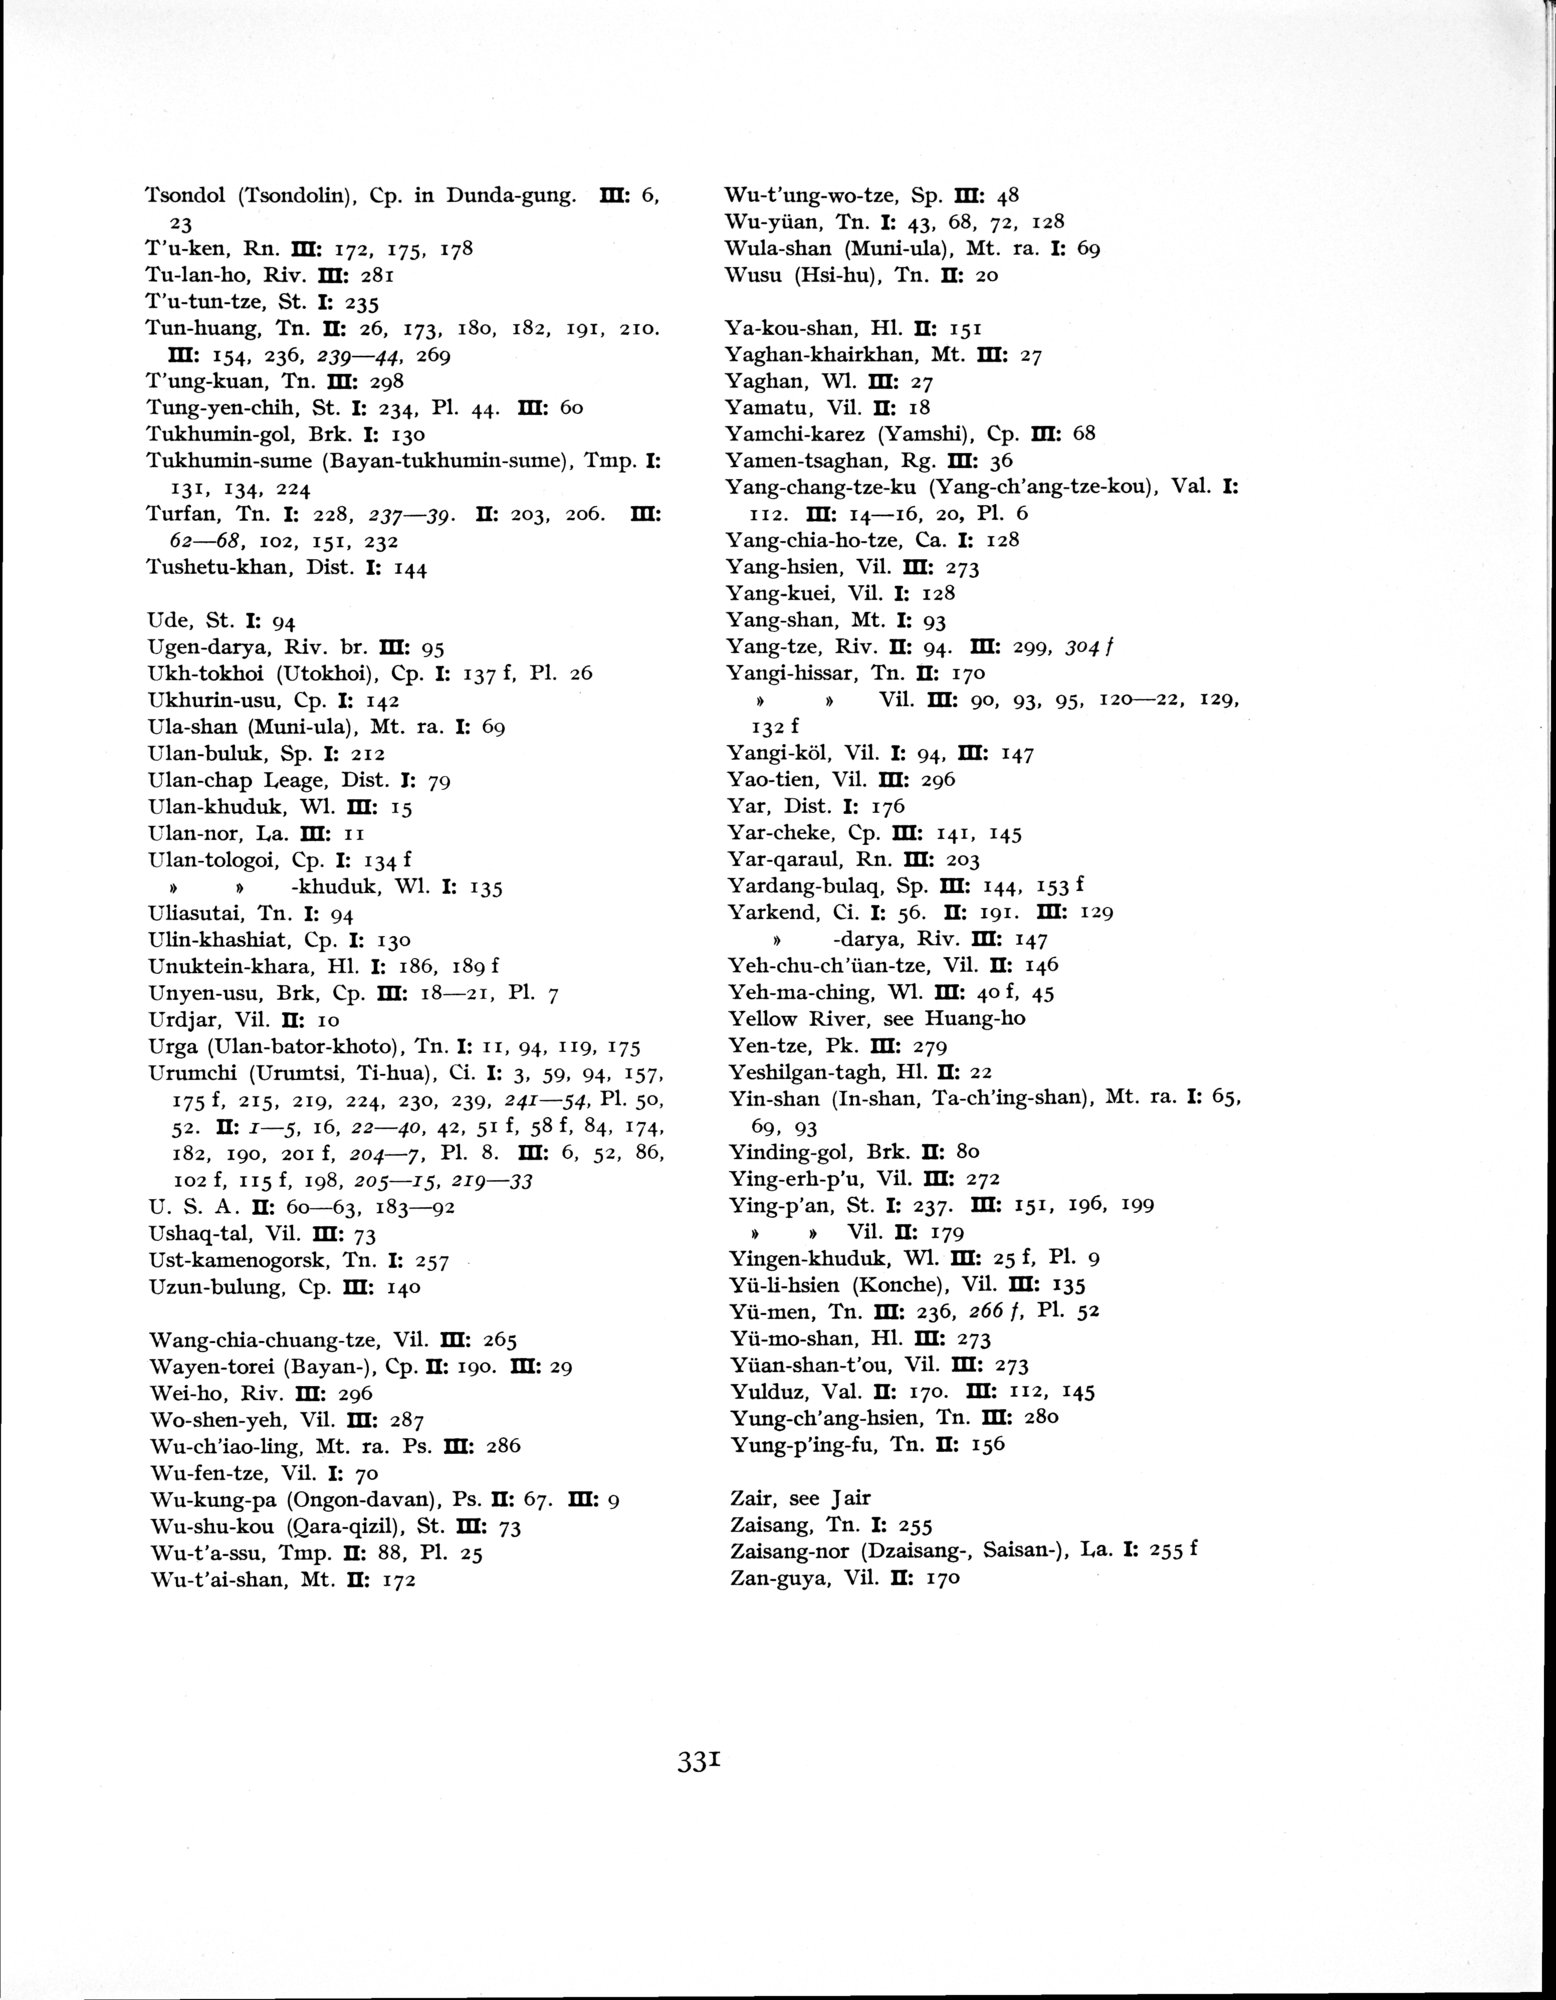 Tsondol (Tsondolin), Cp. in Dunda-gung. III: 6,
23
T'u-ken, Rn. III: 172, 175, 178
Tu-lan-ho, Riv. III: 281
T'u-tun-tze, St. I: 235
Tun-huang, Tn. II: 26, 173, 180, 182, 191, 210.
III: 154, 236, 239—44, 269
T'ung-kuan, Tn. III: 298
Tung-yen-chih, St. I: 234, Pl. 44. III: 60
Tukhumin-gol, Brk. I: 130
Tukhumin-sume (Bayan-tukhumin-sume), Tmp. I:
131, 134, 224
Turfan, Tn. I: 228, 237—39. II: 203, 206. III:
62—68, 102, 151, 232
Tushetu-khan, Dist. I: 144

Ude, St. I: 94
Ugen-darya, Riv. br. III: 95
Ukh-tokhoi (Utokhoi), Cp. I: 137 f, Pl. 26
Ukhurin-usu, Cp. I: 142
Ula-shan (Muni-ula), Mt. ra. I: 69
Ulan-buluk, Sp. I: 212
Ulan-chap Leage, Dist. I: 79
Ulan-khuduk, Wl. III: 15
Ulan-nor, La. III: 11
Ulan-tologoi, Cp. I: 134 f
» » -khuduk, Wl. I: 135
Uliasutai, Tn. I: 94
Ulin-khashiat, Cp. I: 130
Unuktein-khara, Hl. I: 186, 189 f
Unyen-usu, Brk, Cp. III: 18—21, Pl. 7
Urdjar, Vil. II: 10
Urga (Ulan-bator-khoto), Tn. I: 11, 94, 119, 175
Urumchi (Urumtsi, Ti-hua), Ci. I: 3, 59, 94, 157,
175 f, 215, 219, 224, 230, 239, 241—54, Pl. 50,
52. II: 1—5, 16, 22—40, 42, 51 f, 58 f, 84, 174,
182, 190, 201 f, 204—7, Pl. 8. III: 6, 52, 86,
102 f, 115 f, 198, 205—15, 219—33
U. S. A. II: 60—63, 183—92
Ushaq-tal, Vil. III: 73
Ust-kamenogorsk, Tn. I: 257
Uzun-bulung, Cp. III: 140

Wang-chia-chuang-tze, Vil. III: 265
Wayen-torei (Bayan-), Cp. II: 190. III: 29
Wei-ho, Riv. III: 296
Wo-shen-yeh, Vil. III: 287
Wu-ch'iao-ling, Mt. ra. Ps. III: 286
Wu-fen-tze, Vil. I: 70
Wu-kung-pa (Ongon-davan), Ps. II: 67. III: 9
Wu-shu-kou (Qara-qizil), St. III: 73
Wu-t'a-ssu, Tmp. II: 88, Pl. 25
Wu-t'ai-shan, Mt. II: 172
Wu-t'ung-wo-tze, Sp. III: 48
Wu-yüan, Tn. I: 43, 68, 72, 128
Wula-shan (Muni-ula), Mt. ra. I: 69
Wusu (Hsi-hu), Tn. II: 20

Ya-kou-shan, Hl. II: 151
Yaghan-khairkhan, Mt. III: 27
Yaghan, Wl. III: 27
Yamatu, Vil. II: 18
Yamchi-karez (Yamshi), Cp. III: 68
Yamen-tsaghan, Rg. III: 36
Yang-chang-tze-ku (Yang-ch'ang-tze-kou), Val. I:
112. III: 14—16, 20, Pl. 6
Yang-chia-ho-tze, Ca. I: 128
Yang-hsien, Vil. III: 273
Yang-kuei, Vil. I: 128
Yang-shan, Mt. I: 93
Yang-tze, Riv. II: 94. III: 299, 304 f
Yangi-hissar, Tn. II: 170
» » Vil. III: 90, 93, 95, 120—22, 129,
132 f
Yangi-köl, Vil. I: 94, III: 147
Yao-tien, Vil. III: 296
Yar, Dist. I: 176
Yar-cheke, Cp. III: 141, 145
Yar-qaraul, Rn. III: 203
Yardang-bulaq, Sp. III: 144, 153 f
Yarkend, Ci. I: 56. II: 191. III: 129
» -darya, Riv. III: 147
Yeh-chu-ch'üan-tze, Vil. II: 146
Yeh-ma-ching, Wl. III: 40 f, 45
Yellow River, see Huang-ho
Yen-tze, Pk. III: 279
Yeshilgan-tagh, Hl. II: 22
Yin-shan (In-shan, Ta-ch'ing-shan), Mt. ra. I: 65,
69, 93
Yinding-gol, Brk. II: 80
Ying-erh-p'u, Vil. III: 272
Ying-p'an, St. I: 237. III: 151, 196, 199
» » Vil. II: 179
Yingen-khuduk, Wl. III: 25 f, Pl. 9
Yü-li-hsien (Konche), Vil. III: 135
Yü-men, Tn. III: 236, 266 f, Pl. 52
Yü-mo-shan, Hl. III: 273
Yüan-shan-t'ou, Vil. III: 273
Yulduz, Val. II: 170. III: 112, 145
Yung-ch'ang-hsien, Tn. III: 280
Yung-p'ing-fu, Tn. II: 156

Zair, see Jair
Zaisang, Tn. I: 255
Zaisang-nor (Dzaisang-, Saisan-), La. I: 255 f
Zan-guya, Vil. II: 170

331